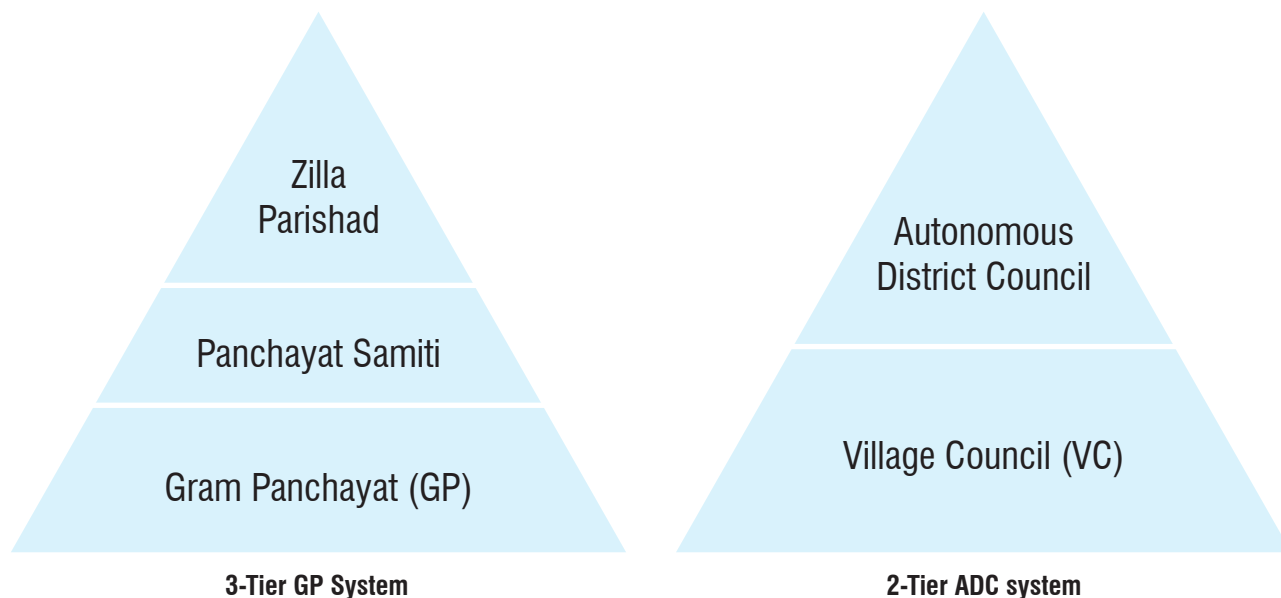 Zilla
Parishad
Panchayat Samiti
Gram Panchayat (GP)
3-Tier GP System
Autonomous
District Council
Village Council (VC)
2-Tier ADC system